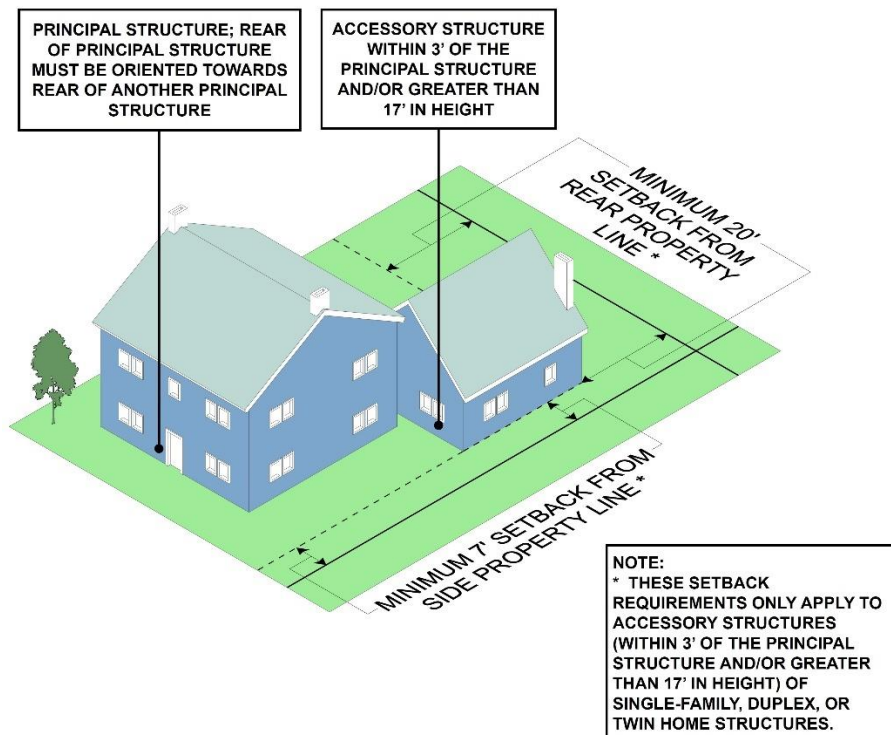 PRINCIPAL STRUCTURE; REAR
OF PRINCIPAL STRUCTURE
MUST BE ORIENTED TOWARDS
REAR OF ANOTHER PRINCIPAL
STRUCTURE
ACCESSORY STRUCTURE
WITHIN 3' OF THE
PRINCIPAL STRUCTURE
AND/OR GREATER THAN
17' IN HEIGHT
MINIMUM 20'
SETBACK FROM
REAR PROPERTY
LINE *
MINIMUM 7' SETBACK FROM
SIDE PROPERTY LINE *
NOTE:
* THESE SETBACK
REQUIREMENTS ONLY APPLY TO
ACCESSORY STRUCTURES
(WITHIN 3' OF THE PRINCIPAL
STRUCTURE AND/OR GREATER
THAN 17' IN HEIGHT) OF
SINGLE-FAMILY, DUPLEX, OR
TWIN HOME STRUCTURES.